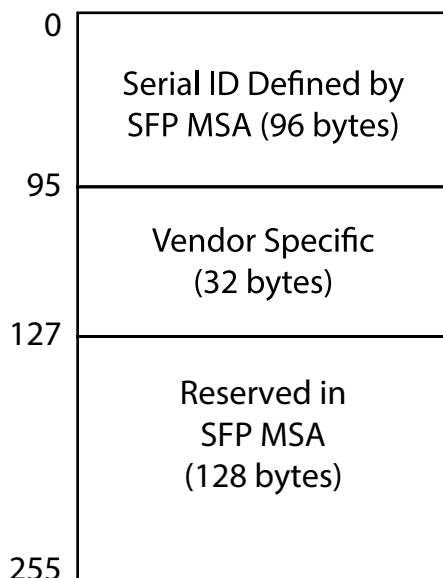 0
Serial ID Defined by
SFP MSA (96 bytes)
95
Vendor Specific
(32 bytes)
127
Reserved in
SFP MSA
(128 bytes)
255